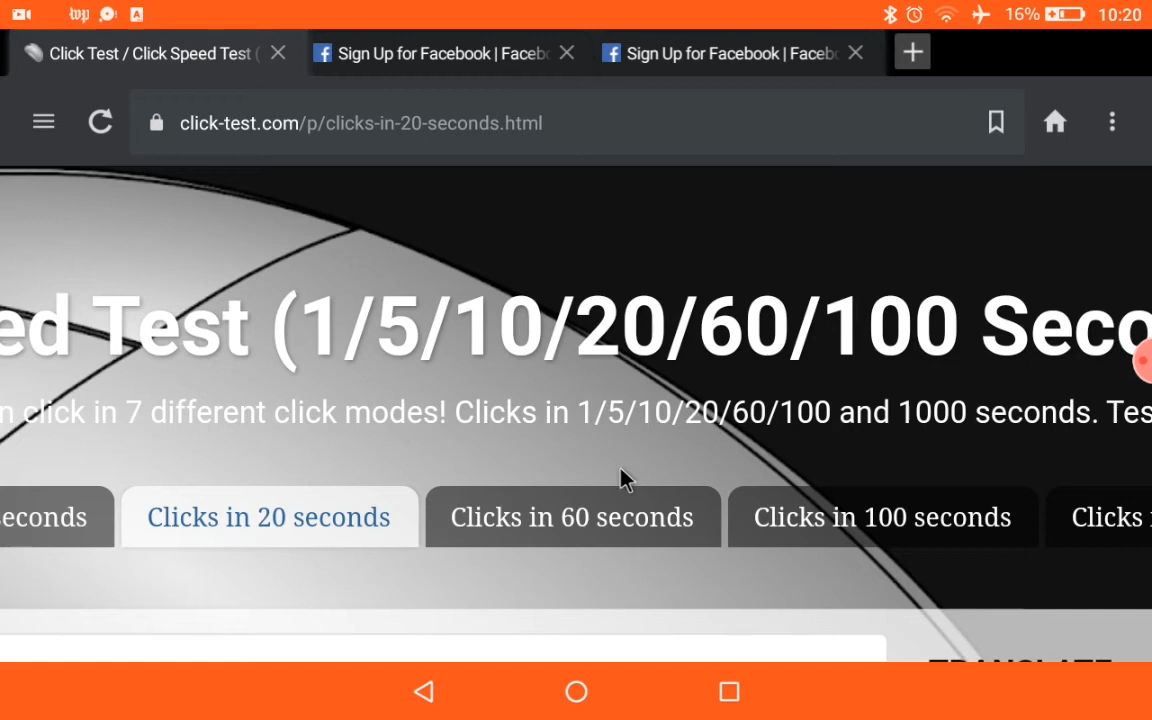 16% 10:20
Click Test / Click Speed Test (
Sign Up for Facebook | Faceb
Sign Up for Facebook | Faceb
click-test.com/p/clicks-in-20-seconds.html
ed Test (1/5/10/20/60/100 Seco
n click in 7 different click modes! Clicks in 1/5/10/20/60/100 and 1000 seconds. Tes
seconds
Clicks in 20 seconds
Clicks in 60 seconds
Clicks in 100 seconds
Clicks